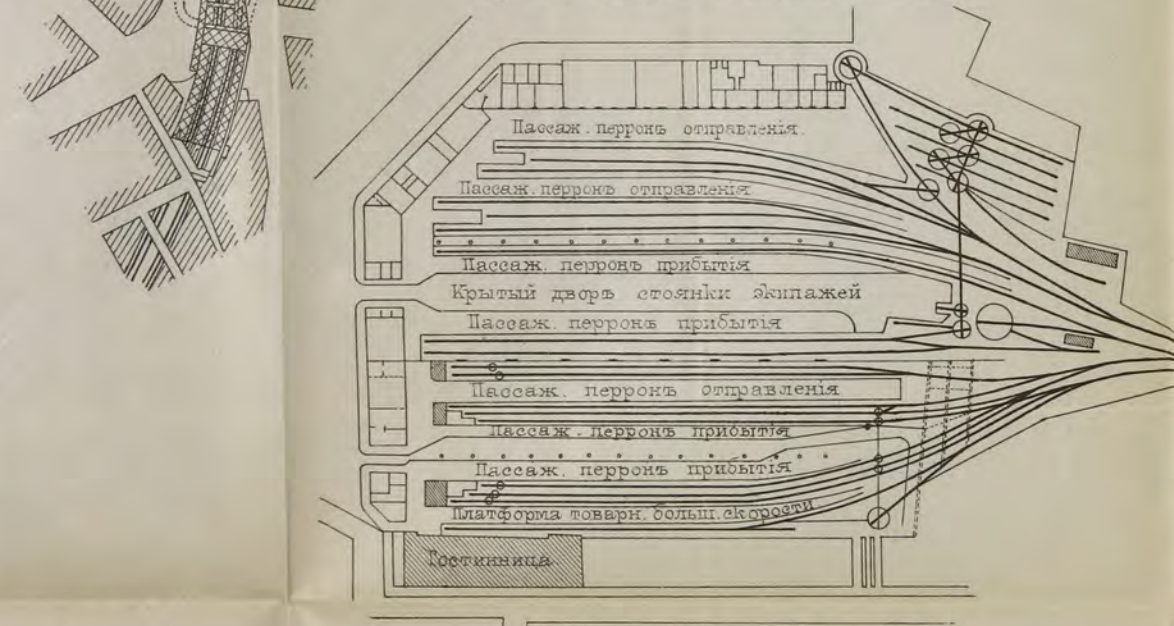 Пассаж. перронъ отправленія.
Пассаж. перронъ отправленія
Пассаж. перронъ прибытія
Крытый дворъ стоянки экипажей
Пассаж. перронъ прибытія
Пассаж. перронъ отправленія
Пассаж. перронъ прибытія
Пассаж. перронъ прибытія
Платформа товарн. больш. скорости.
Гостинница